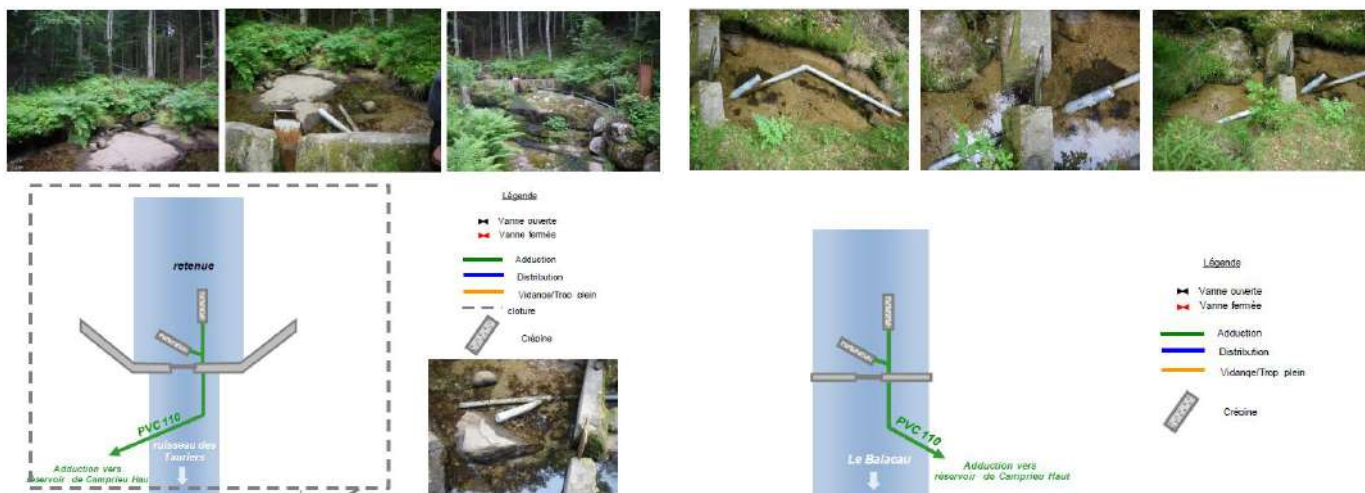 retenue
PVC 110
ruisseau des
Tauriers
Adduction vers
réservoir de Camprieu Haut
Légende
Vanne ouverte
Vanne fermée
Adduction
Distribution
Vidange/Trop plein
cloture
Crépine
PVC 110
Le Balacau
Adduction vers
réservoir de Camprieu Haut
Légende
Vanne ouverte
Vanne fermée
Adduction
Distribution
Vidange/Trop plein
Crépine